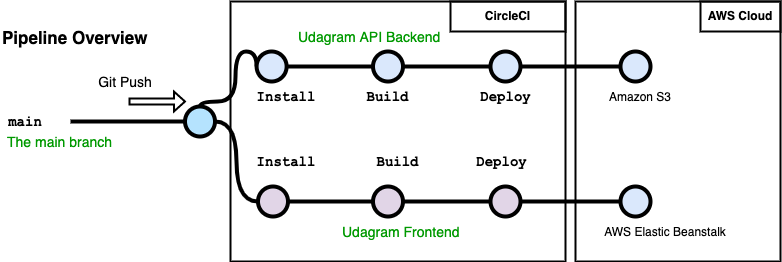 CircleCI
AWS Cloud
Pipeline Overview
Udagram API Backend
Git Push
Install
Build
Deploy
Amazon S3
main
The main branch
Install
Build
Deploy
Udagram Frontend
AWS Elastic Beanstalk